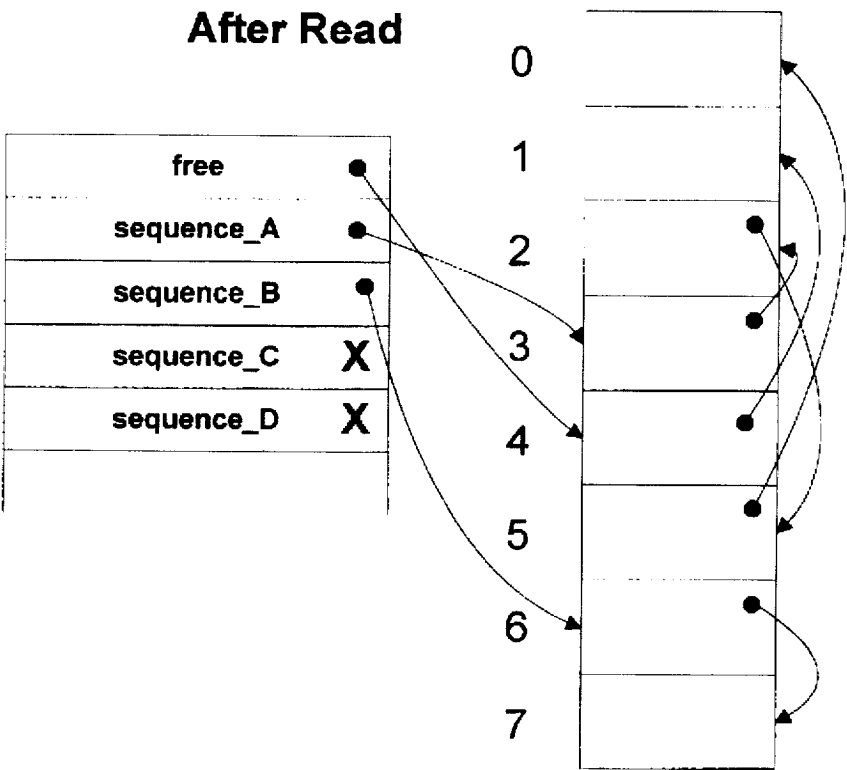 After Read
free
sequence_A
sequence_B
sequence_C X
sequence_D X
0
1
2
3
4
5
6
7